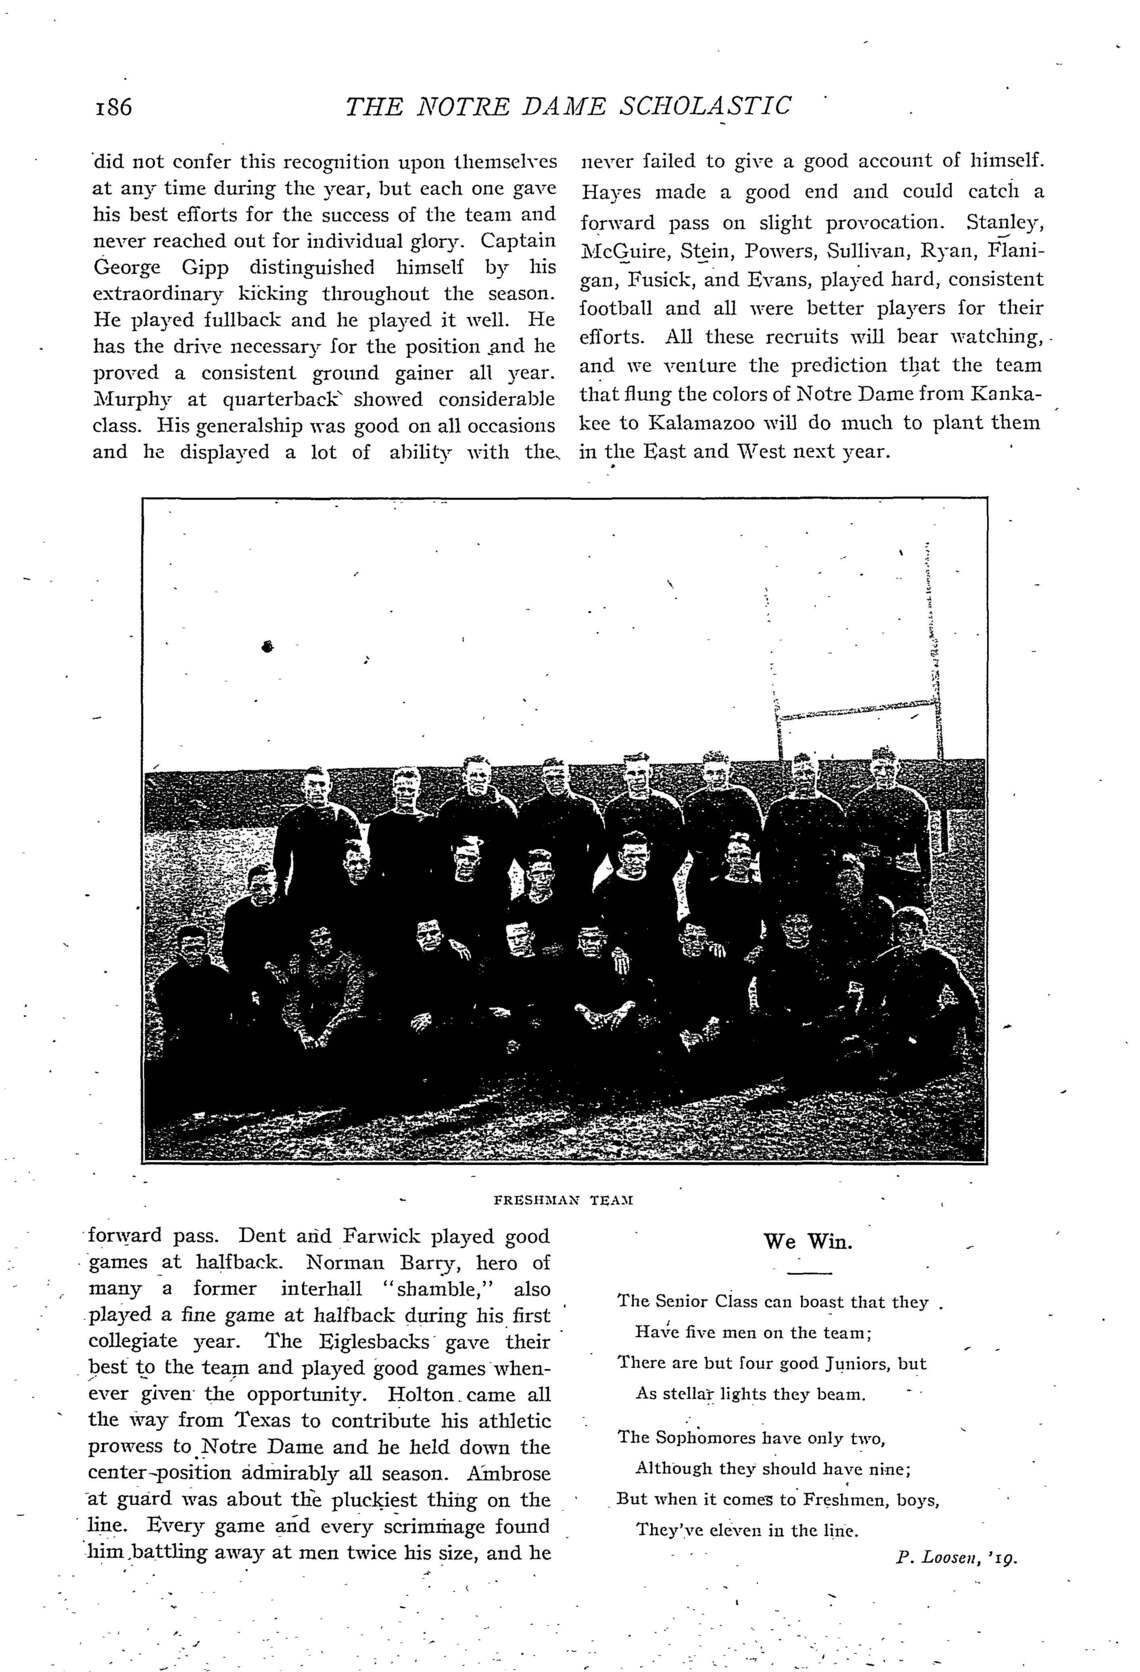 186
THE NOTRE DAME SCHOLASTIC
did not confer this recognition upon themselves
at any time during the year, but each one gave
his best efforts for the success of the team and
never reached out for individual glory. Captain
George Gipp distinguished himself by his
extraordinary kicking throughout the season.
He played fullback and he played it well. He
has the drive necessary for the position and he
proved a consistent ground gainer all year.
Murphy at quarterback showed considerable
class. His generalship was good on all occasions
and he displayed a lot of ability with the
forward pass. Dent and Farwick played good
games at halfback. Norman Barry, hero of
many a former interhall “shamble,” also
played a fine game at halfback during his first
collegiate year. The Eiglesbacks gave their
best to the team and played good games when-
ever given the opportunity. Holton came all
the way from Texas to contribute his athletic
prowess to Notre Dame and he held down the
center position admirably all season. Ambrose
at guard was about the pluckiest thing on the
line. Every game and every scrimmage found
him battling away at men twice his size, and he
never failed to give a good account of himself.
Hayes made a good end and could catch a
forward pass on slight provocation. Stanley,
McGuire, Stein, Powers, Sullivan, Ryan, Flani-
gan, Fusick, and Evans, played hard, consistent
football and all were better players for their
efforts. All these recruits will bear watching,
and we venture the prediction that the team
that flung the colors of Notre Dame from Kanka-
kee to Kalamazoo will do much to plant them
in the East and West next year.
FRESHMAN TEAM
We Win.
The Senior Class can boast that they
Have five men on the team;
There are but four good Juniors, but
As stellar lights they beam.
The Sophomores have only two,
Although they should have nine;
But when it comes to Freshmen, boys,
They've eleven in the line.
P. Loosen, '19.